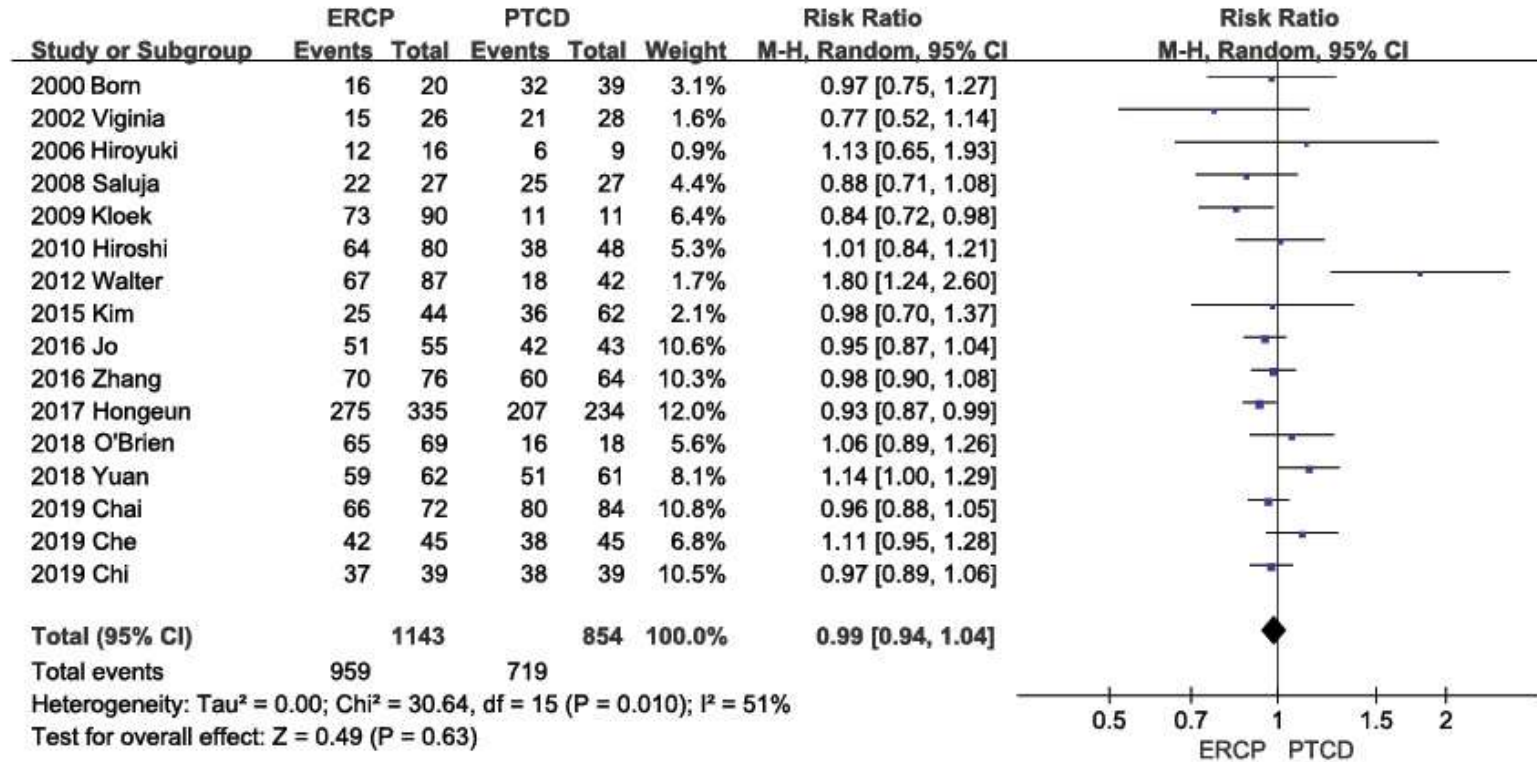 ERCP PTCD Risk Ratio Risk Ratio
Study or Subgroup Events Total Events Total Weight M-H, Random, 95% CI M-H, Random, 95% CI
2000 Born 16 20 32 39 3.1% 0.97 [0.75, 1.27]
2002 Viginia 15 26 21 28 1.6% 0.77 [0.52, 1.14]
2006 Hiroyuki 12 16 6 9 0.9% 1.13 [0.65, 1.93]
2008 Saluja 22 27 25 27 4.4% 0.88 [0.71, 1.08]
2009 Kloek 73 90 11 11 6.4% 0.84 [0.72, 0.98]
2010 Hiroshi 64 80 38 48 5.3% 1.01 [0.84, 1.21]
2012 Walter 67 87 18 42 1.7% 1.80 [1.24, 2.60]
2015 Kim 25 44 36 62 2.1% 0.98 [0.70, 1.37]
2016 Jo 51 55 42 43 10.6% 0.95 [0.87, 1.04]
2016 Zhang 70 76 60 64 10.3% 0.98 [0.90, 1.08]
2017 Hongeun 275 335 207 234 12.0% 0.93 [0.87, 0.99]
2018 O'Brien 65 69 16 18 5.6% 1.06 [0.89, 1.26]
2018 Yuan 59 62 51 61 8.1% 1.14 [1.00, 1.29]
2019 Chai 66 72 80 84 10.8% 0.96 [0.88, 1.05]
2019 Che 42 45 38 45 6.8% 1.11 [0.95, 1.28]
2019 Chi 37 39 38 39 10.5% 0.97 [0.89, 1.06]
Total (95% CI) 1143 854 100.0% 0.99 [0.94, 1.04]
Total events 959 719
Heterogeneity: Tau² = 0.00; Chi² = 30.64, df = 15 (P = 0.010); I² = 51%
Test for overall effect: Z = 0.49 (P = 0.63)
0.5 0.7 1 1.5 2
ERCP PTCD